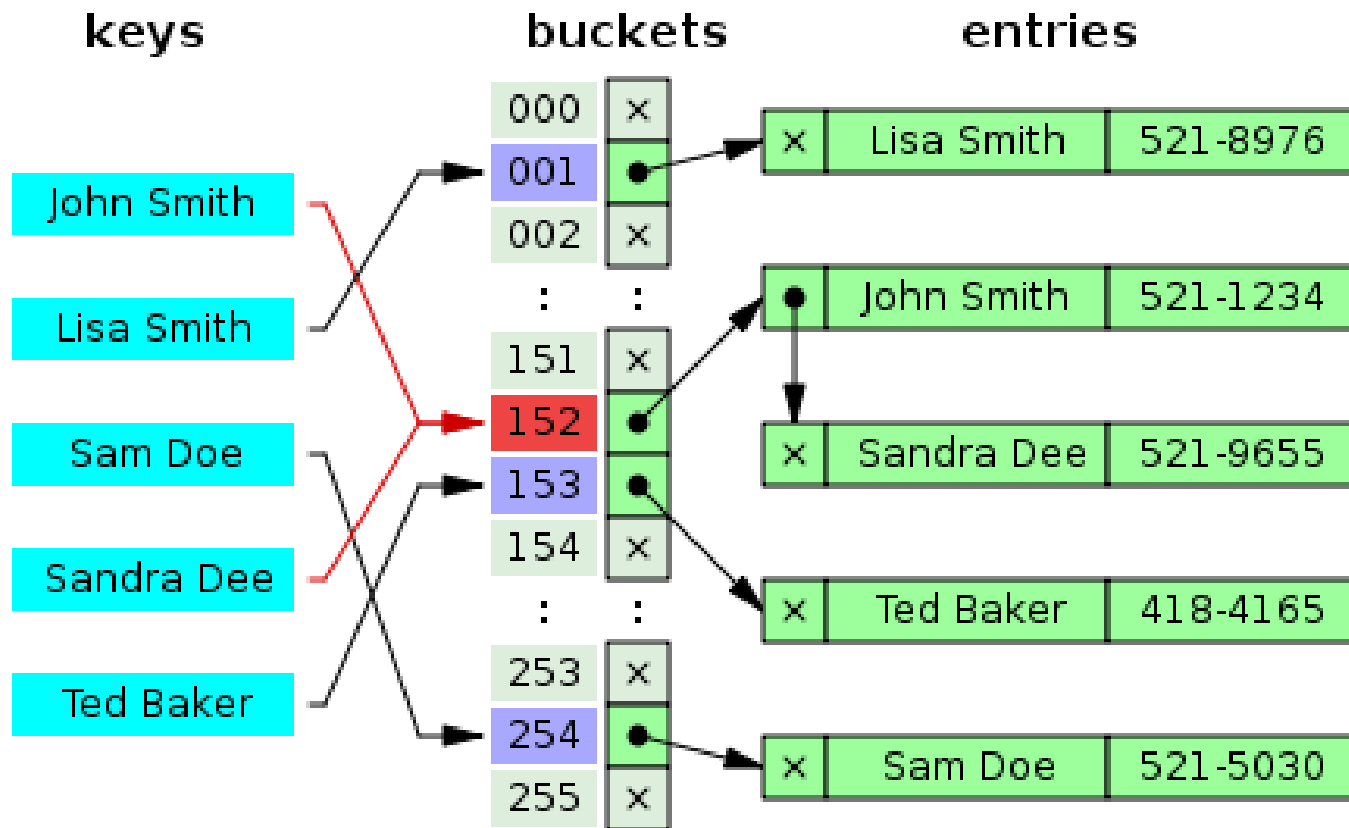 keys buckets entries
John Smith
Lisa Smith
Sam Doe
Sandra Dee
Ted Baker
000 ×
001
002 ×
: :
151 ×
152
153
154 ×
: :
253 ×
254
255 ×
× Lisa Smith 521-8976
John Smith 521-1234
× Sandra Dee 521-9655
× Ted Baker 418-4165
× Sam Doe 521-5030